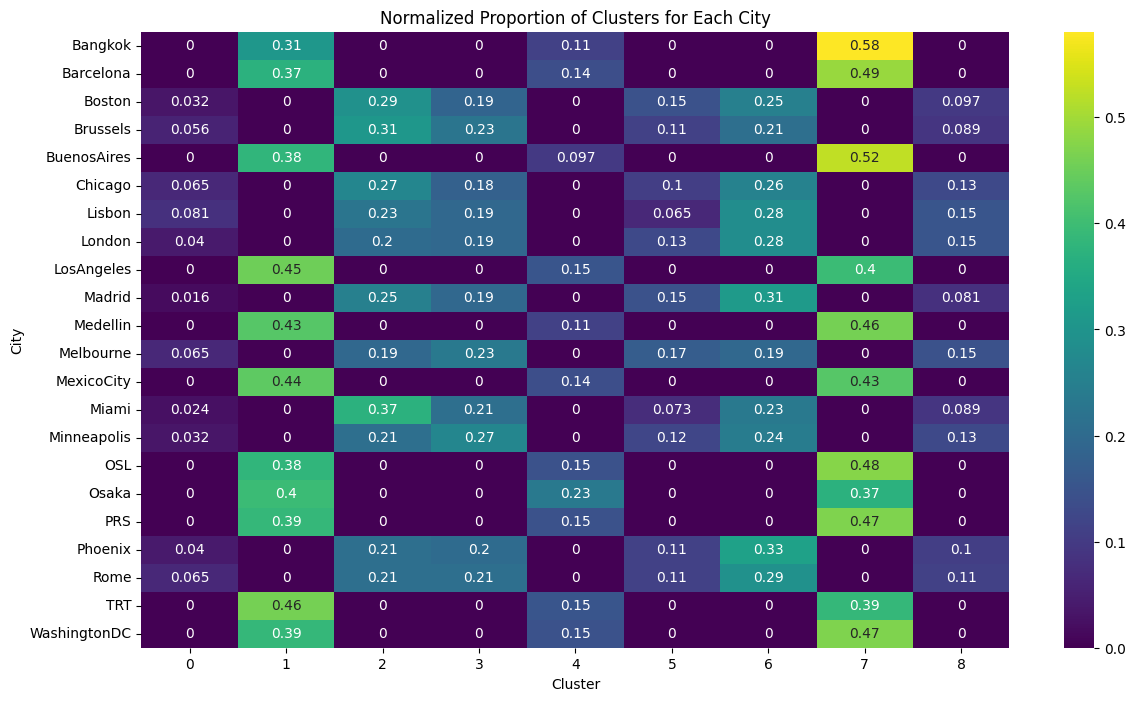 Normalized Proportion of Clusters for Each City
Bangkok 0 0.31 0 0 0.11 0 0 0.58 0
Barcelona 0 0.37 0 0 0.14 0 0 0.49 0
Boston 0.032 0 0.29 0.19 0 0.15 0.25 0 0.097
Brussels 0.056 0 0.31 0.23 0 0.11 0.21 0 0.089
BuenosAires 0 0.38 0 0 0.097 0 0 0.52 0
Chicago 0.065 0 0.27 0.18 0 0.1 0.26 0 0.13
Lisbon 0.081 0 0.23 0.19 0 0.065 0.28 0 0.15
London 0.04 0 0.2 0.19 0 0.13 0.28 0 0.15
LosAngeles 0 0.45 0 0 0.15 0 0 0.4 0
Madrid 0.016 0 0.25 0.19 0 0.15 0.31 0 0.081
Medellin 0 0.43 0 0 0.11 0 0 0.46 0
Melbourne 0.065 0 0.19 0.23 0 0.17 0.19 0 0.15
MexicoCity 0 0.44 0 0 0.14 0 0 0.43 0
Miami 0.024 0 0.37 0.21 0 0.073 0.23 0 0.089
Minneapolis 0.032 0 0.21 0.27 0 0.12 0.24 0 0.13
OSL 0 0.38 0 0 0.15 0 0 0.48 0
Osaka 0 0.4 0 0 0.23 0 0 0.37 0
PRS 0 0.39 0 0 0.15 0 0 0.47 0
Phoenix 0.04 0 0.21 0.2 0 0.11 0.33 0 0.1
Rome 0.065 0 0.21 0.21 0 0.11 0.29 0 0.11
TRT 0 0.46 0 0 0.15 0 0 0.39 0
WashingtonDC 0 0.39 0 0 0.15 0 0 0.47 0
0 1 2 3 4 5 6 7 8
Cluster
City
0.5
0.4
0.3
0.2
0.1
0.0